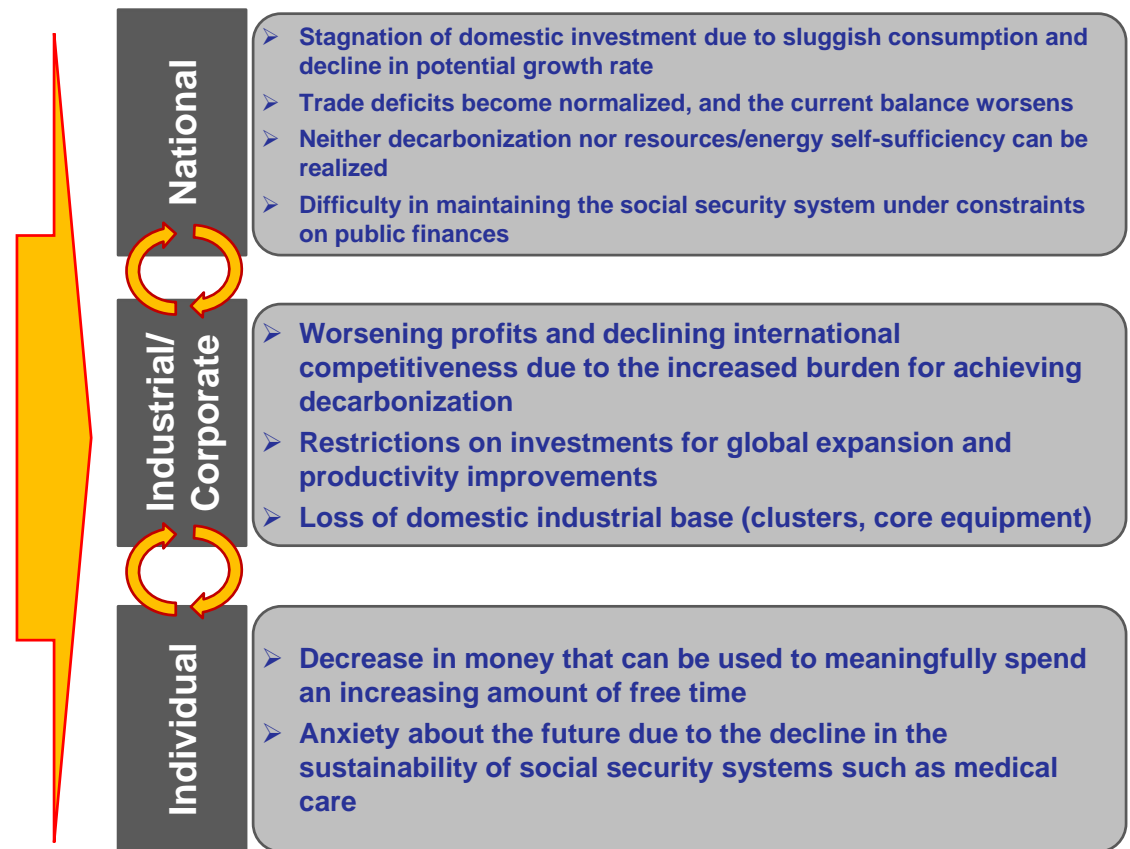 National
➢ Stagnation of domestic investment due to sluggish consumption and
decline in potential growth rate
➢ Trade deficits become normalized, and the current balance worsens
➢ Neither decarbonization nor resources/energy self-sufficiency can be
realized
➢ Difficulty in maintaining the social security system under constraints
on public finances
Industrial/
Corporate
➢ Worsening profits and declining international
competitiveness due to the increased burden for achieving
decarbonization
➢ Restrictions on investments for global expansion and
productivity improvements
➢ Loss of domestic industrial base (clusters, core equipment)
Individual
➢ Decrease in money that can be used to meaningfully spend
an increasing amount of free time
➢ Anxiety about the future due to the decline in the
sustainability of social security systems such as medical
care